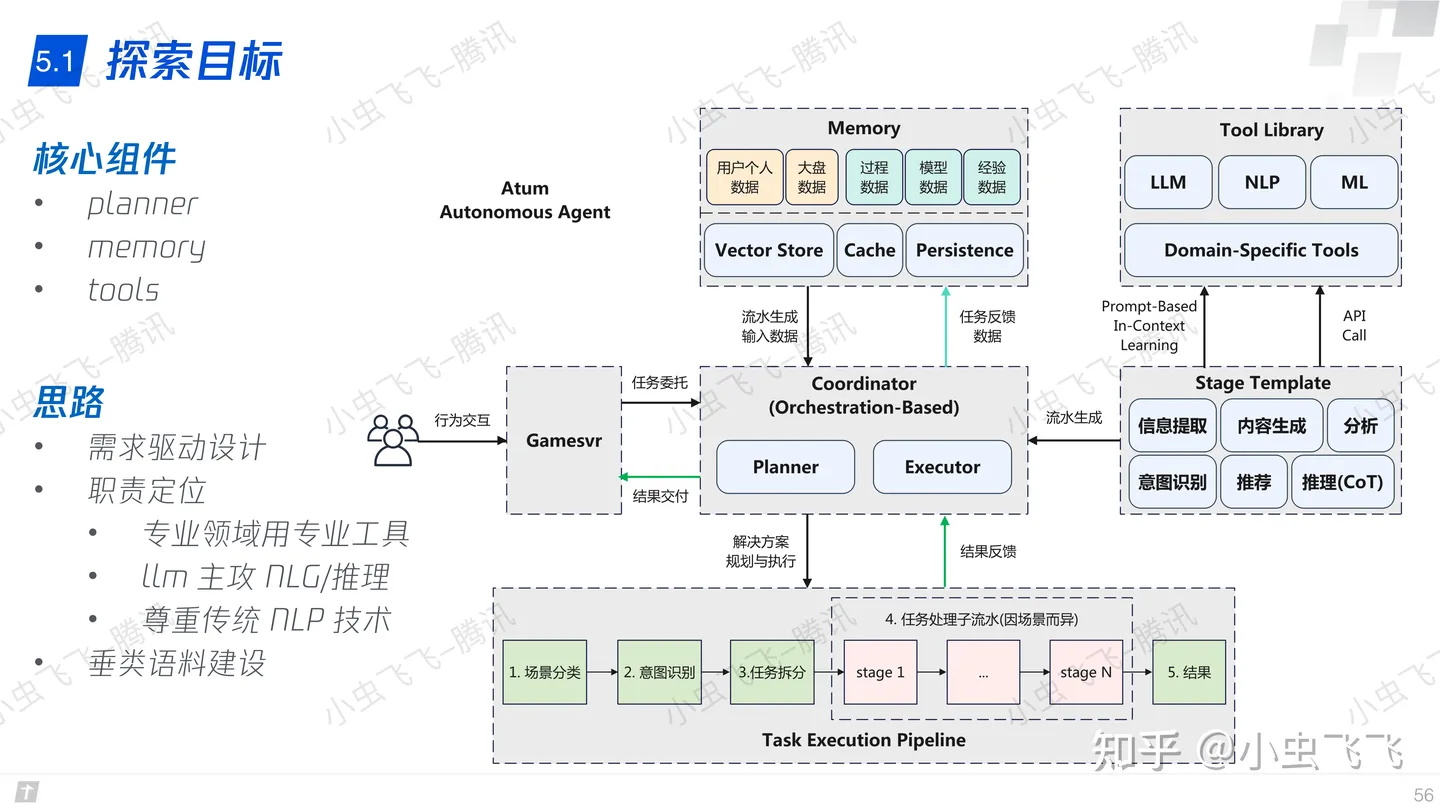 5.1 探索目标
核心组件
• planner
• memory
• tools
思路
• 需求驱动设计
• 职责定位
• 专业领域用专业工具
• llm 主攻 NLG/推理
• 尊重传统 NLP 技术
• 垂类语料建设
Atum
Autonomous Agent
Memory
用户个人
数据
大盘
数据
过程
数据
模型
数据
经验
数据
Vector Store
Cache
Persistence
Tool Library
LLM
NLP
ML
Domain-Specific Tools
流水生成
输入数据
任务反馈
数据
Prompt-Based
In-Context
Learning
API
Call
行为交互
Gamesvr
任务委托
结果交付
Coordinator
(Orchestration-Based)
Planner
Executor
流水生成
Stage Template
信息提取
内容生成
分析
意图识别
推荐
推理(CoT)
解决方案
规划与执行
结果反馈
4. 任务处理子流水(因场景而异)
1. 场景分类
2. 意图识别
3.任务拆分
stage 1
...
stage N
5. 结果
Task Execution Pipeline
小虫飞飞–腾讯
知乎 @小虫飞飞
56